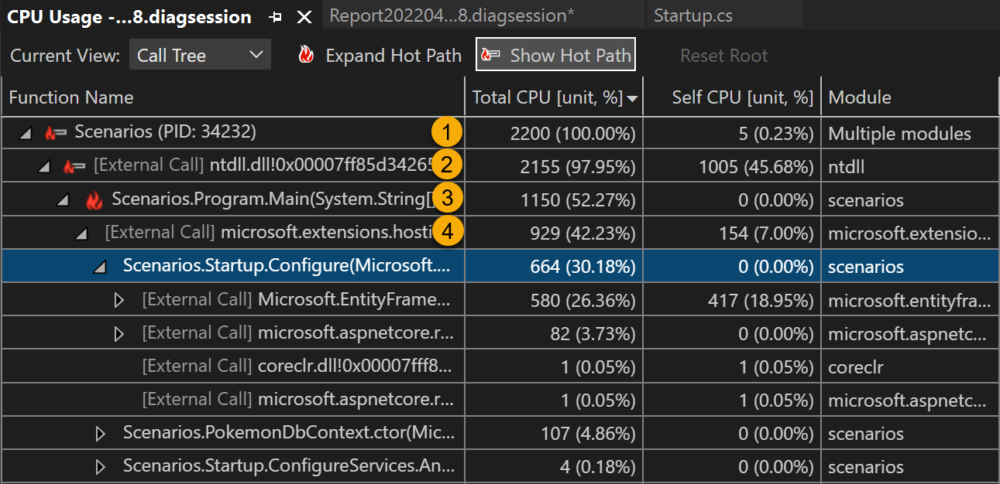 CPU Usage -...8.diagsession Report202204...8.diagsession* Startup.cs
Current View: Call Tree Expand Hot Path Show Hot Path Reset Root
Function Name Total CPU [unit, %] Self CPU [unit, %] Module
Scenarios (PID: 34232) 1 2200 (100.00%) 5 (0.23%) Multiple modules
[External Call] ntdll.dll!0x00007ff85d34265 2 2155 (97.95%) 1005 (45.68%) ntdll
Scenarios.Program.Main(System.String[] 3 1150 (52.27%) 0 (0.00%) scenarios
[External Call] microsoft.extensions.hosti 4 929 (42.23%) 154 (7.00%) microsoft.extensio...
Scenarios.Startup.Configure(Microsoft.... 664 (30.18%) 0 (0.00%) scenarios
[External Call] Microsoft.EntityFrame... 580 (26.36%) 417 (18.95%) microsoft.entityfra...
[External Call] microsoft.aspnetcore.r... 82 (3.73%) 0 (0.00%) microsoft.aspnetc...
[External Call] coreclr.dll!0x00007fff8... 1 (0.05%) 1 (0.05%) coreclr
[External Call] microsoft.aspnetcore.r... 1 (0.05%) 1 (0.05%) microsoft.aspnetc...
Scenarios.PokemonDbContext.ctor(Mic... 107 (4.86%) 0 (0.00%) scenarios
Scenarios.Startup.ConfigureServices.An... 4 (0.18%) 0 (0.00%) scenarios